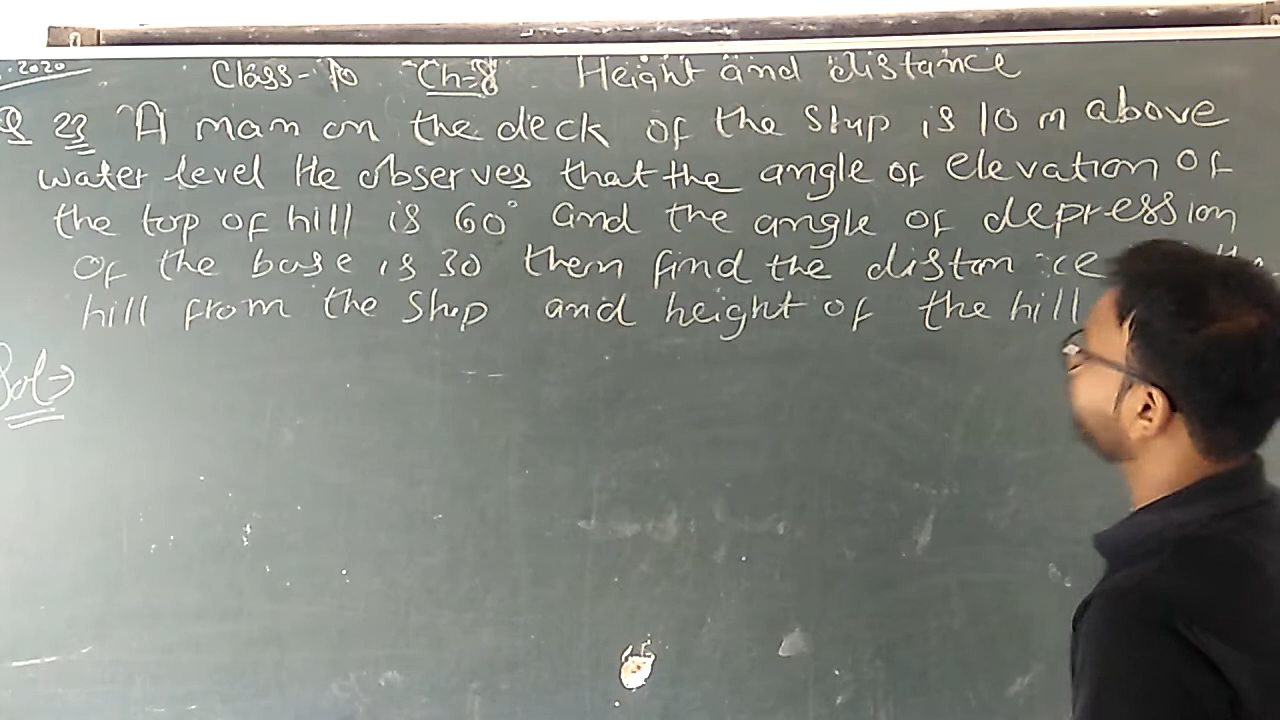 .2020
Class-10 Ch-8 Height and distance
Q 23 A man on the deck of the ship is 10 m above
water level He observes that the angle of elevation of
the top of hill is 60° and the angle of depression
of the base is 30 then find the distance
hill from the ship and height of the hill
Sol→